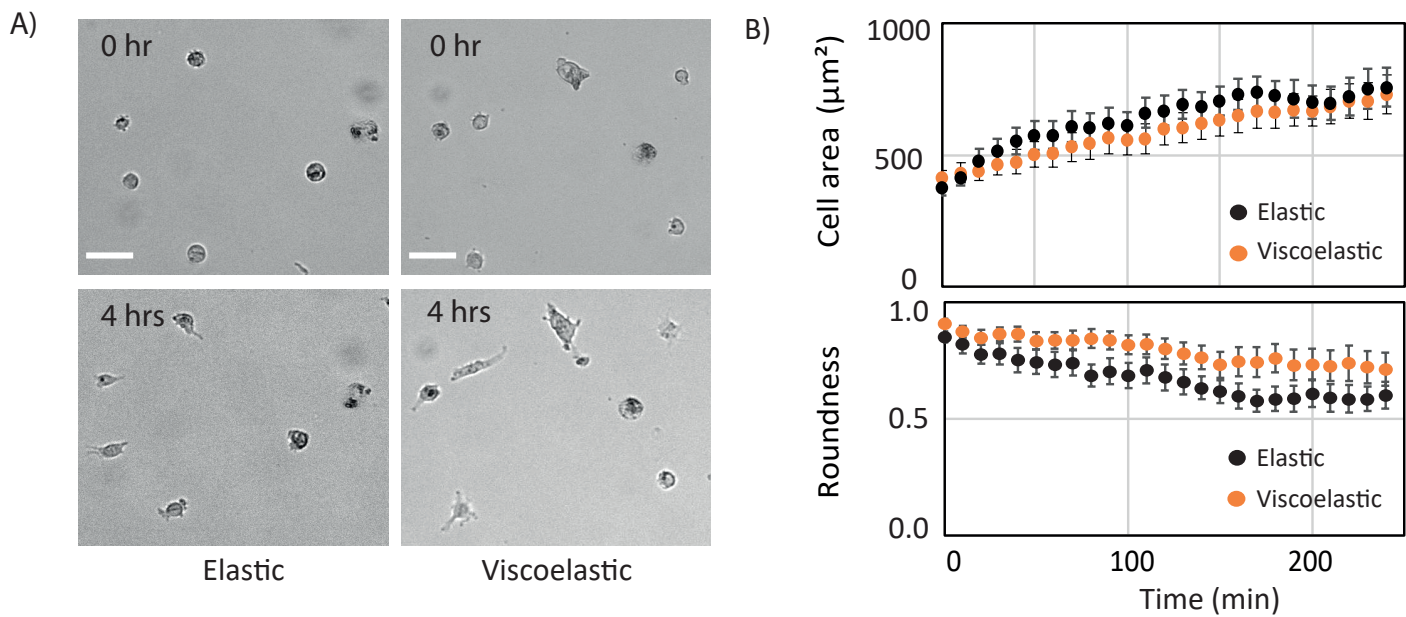 A)
0 hr
0 hr
4 hrs
4 hrs
Elastic
Viscoelastic
B)
Cell area (µm²)
1000
500
0
Elastic
Viscoelastic
Roundness
1.0
0.5
0.0
Elastic
Viscoelastic
0 100 200
Time (min)